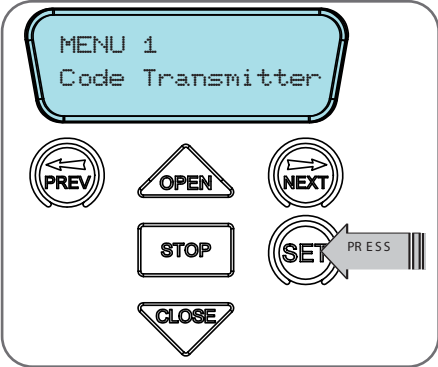 MENU 1
Code Transmitter
PREV
OPEN
NEXT
STOP
SET
PRESS
CLOSE